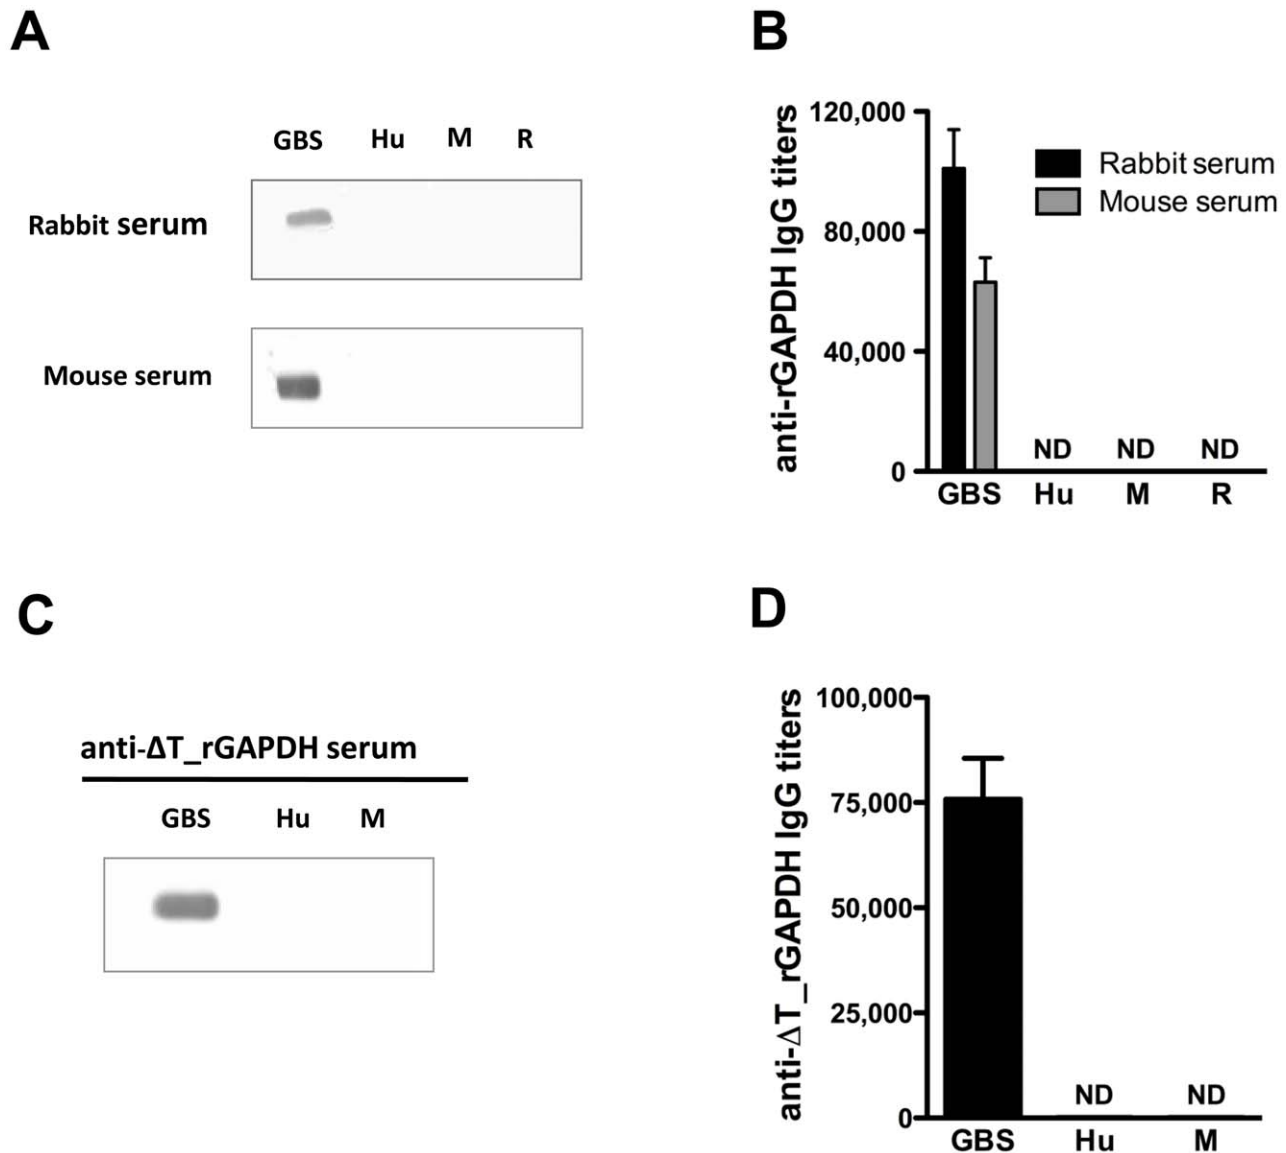 A
GBS Hu M R
Rabbit serum
Mouse serum
B
anti-rGAPDH IgG titers
120,000
80,000
40,000
0
Rabbit serum
Mouse serum
ND ND ND
GBS Hu M R
C
anti-ΔT_rGAPDH serum
GBS Hu M
D
anti-ΔT_rGAPDH IgG titers
100,000
75,000
50,000
25,000
0
ND ND
GBS Hu M